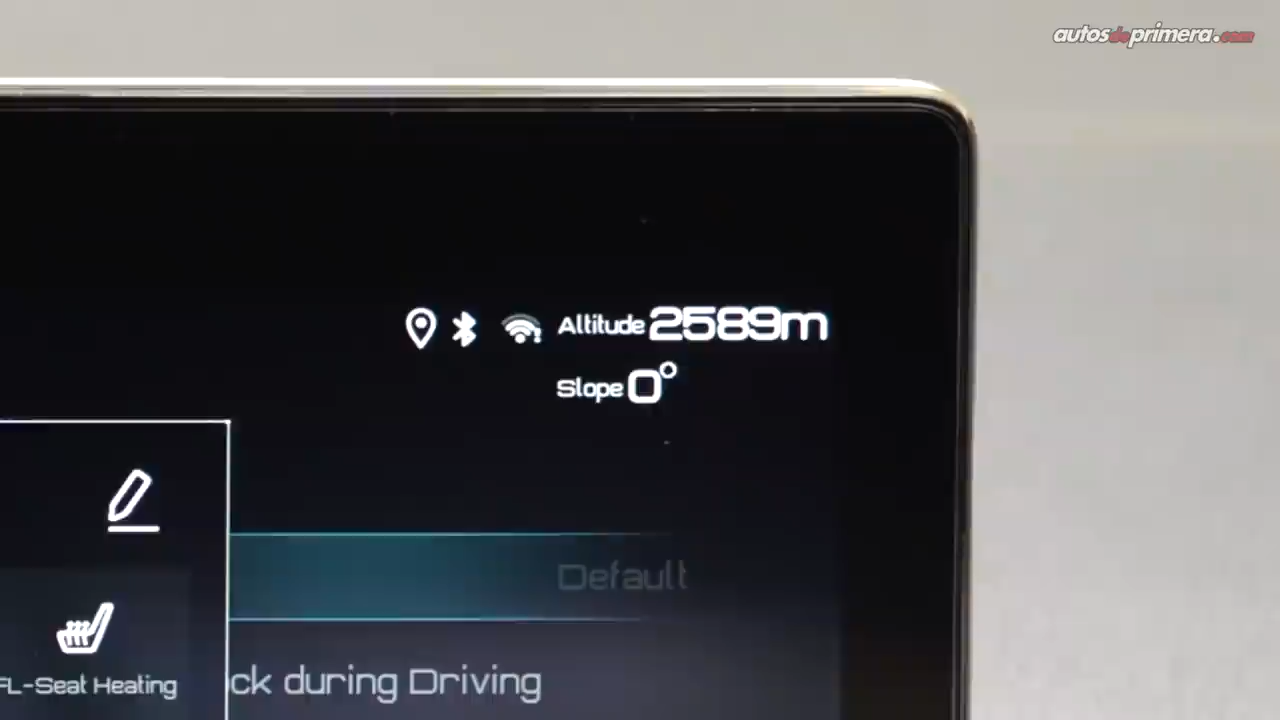 autosdeprimera.com
Altitude 2589m
Slope 0°
Default
FL-Seat Heating
ck during Driving